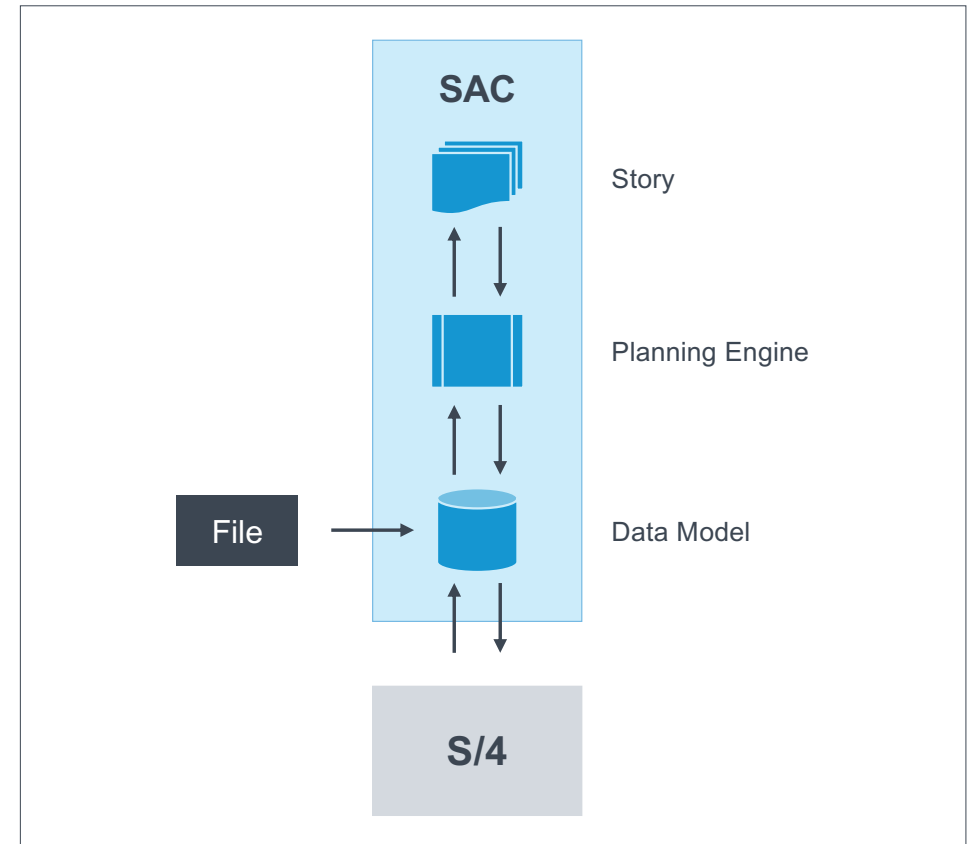 SAC
Story
Planning Engine
File
Data Model
S/4